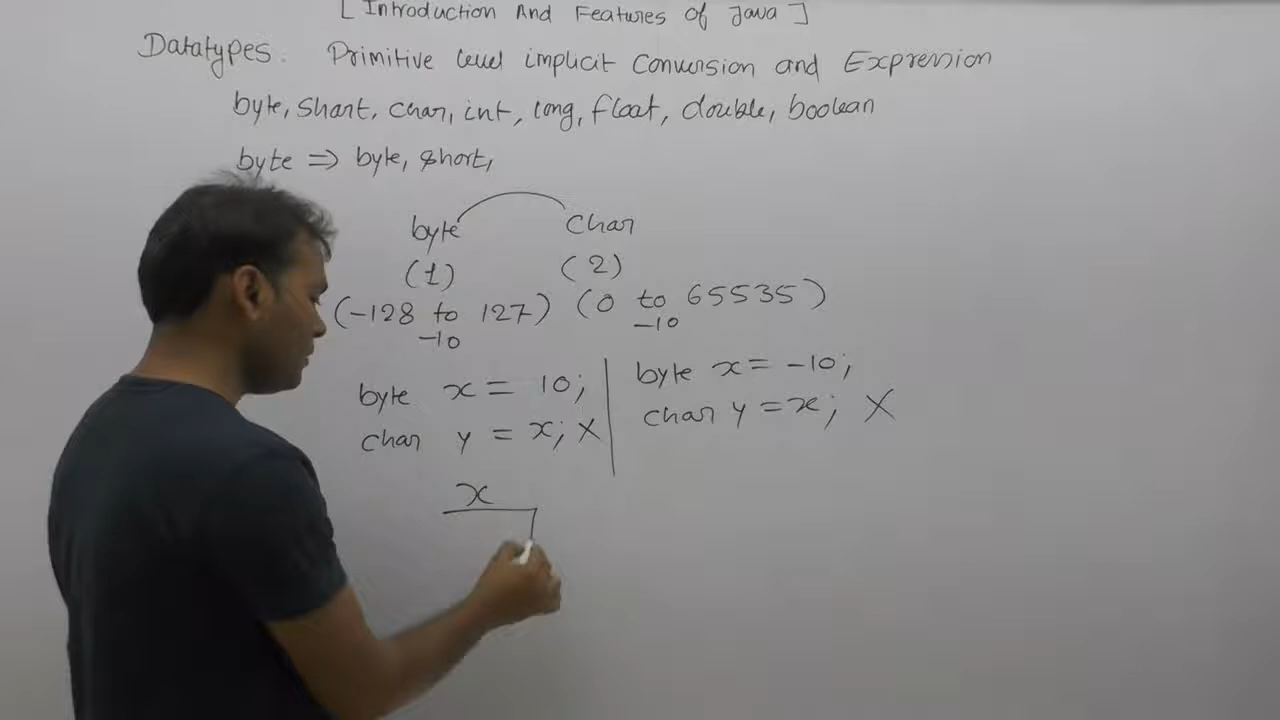 [ Introduction And Features Of Java ]
Datatypes: Primitive level implicit Conversion and Expression
byte, short, char, int, long, float, double, boolean
byte => byte, short,
byte char
(1) (2)
(-128 to 127) (0 to 65535)
-10 -10
byte x = 10;
char y = x; X
byte x = -10;
char y = x; X
x